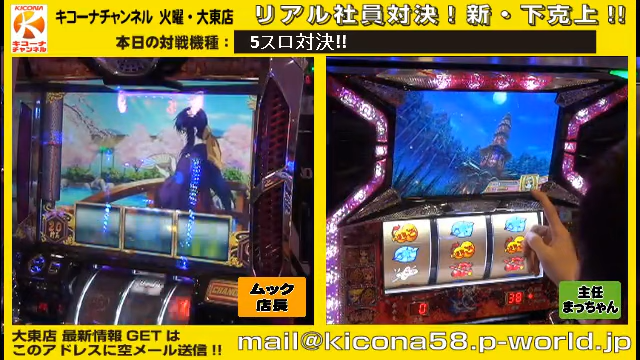 KICONA
キコーナ
チャンネル
キコーナチャンネル 火曜・大東店
リアル社員対決!新・下克上!!
本日の対戦機種:
5スロ対決!!
ムック
店長
0
38
主任
まっちゃん
大東店 最新情報 GET は
このアドレスに空メール送信!!
mail@kicona58.p-world.jp